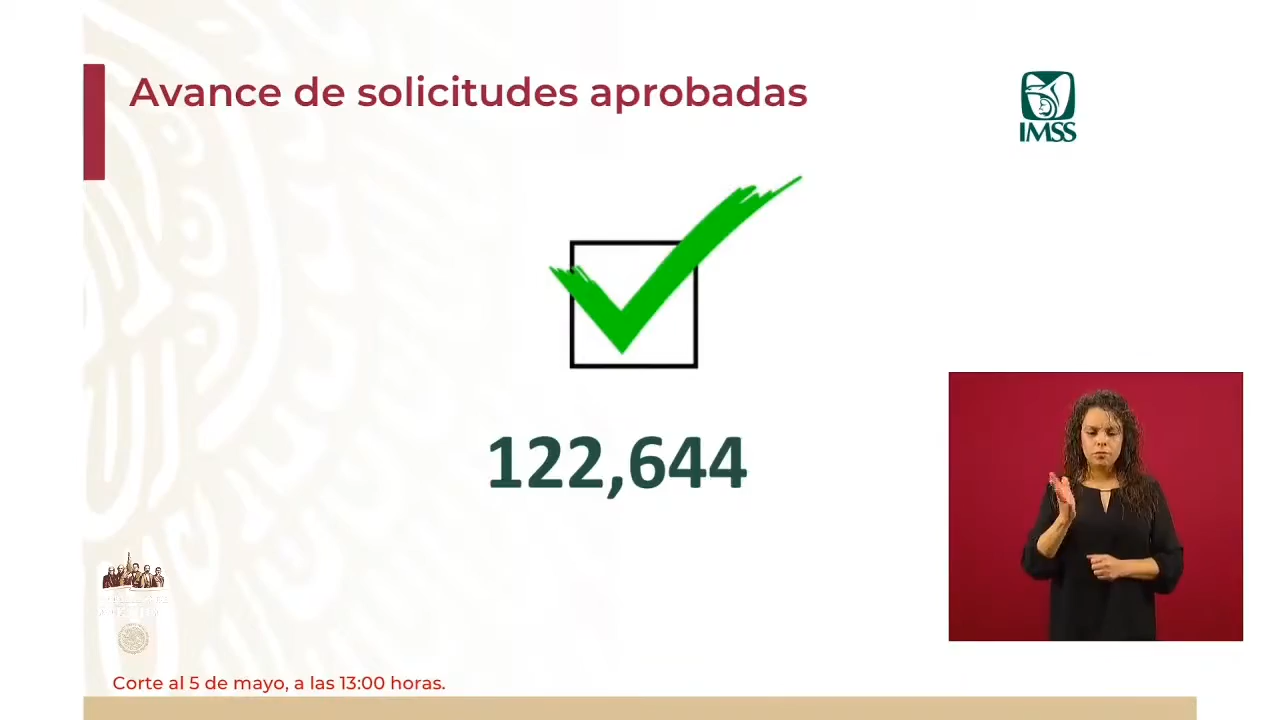 Avance de solicitudes aprobadas
IMSS
122,644
Corte al 5 de mayo, a las 13:00 horas.